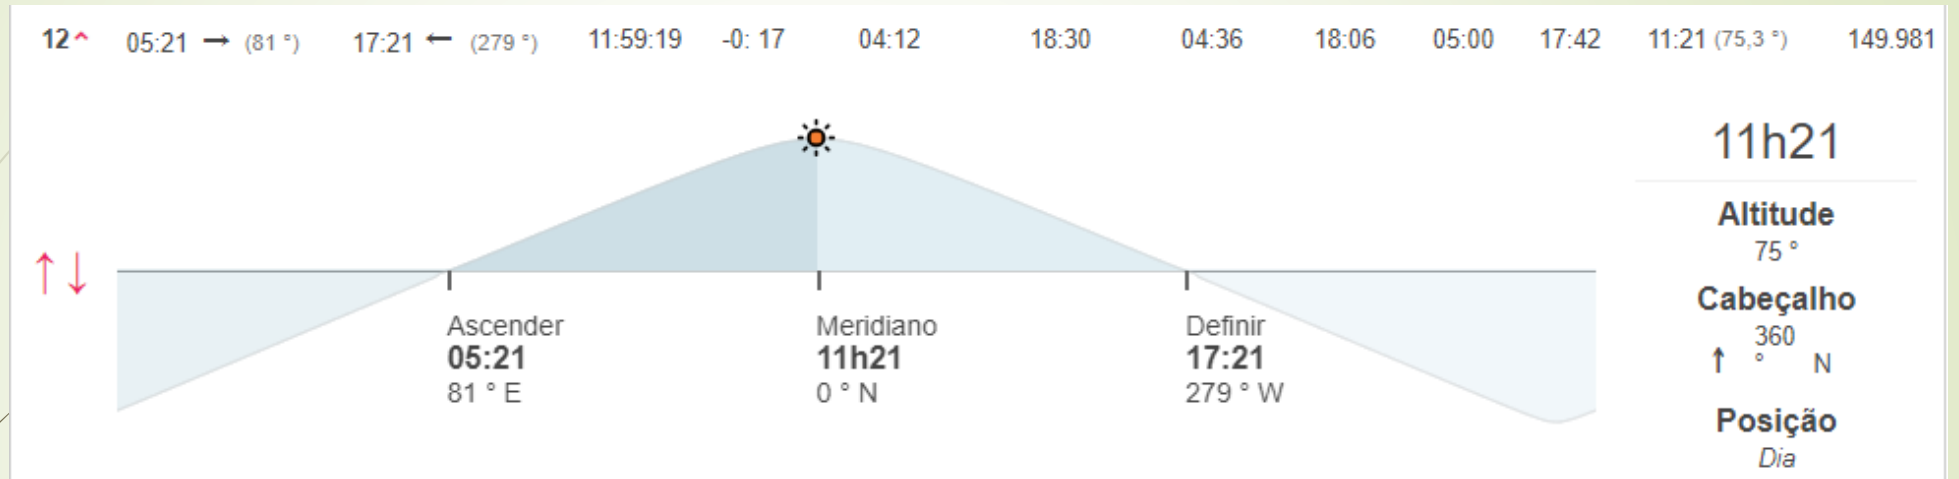 12 05:21 → (81 °) 17:21 ← (279 °) 11:59:19 -0: 17 04:12 18:30 04:36 18:06 05:00 17:42 11:21 (75,3 °) 149.981
11h21
Altitude
75 °
Cabeçalho
↑ 360 ° N
Posição
Dia
↑↓
Ascender
05:21
81 ° E
Meridiano
11h21
0 ° N
Definir
17:21
279 ° W